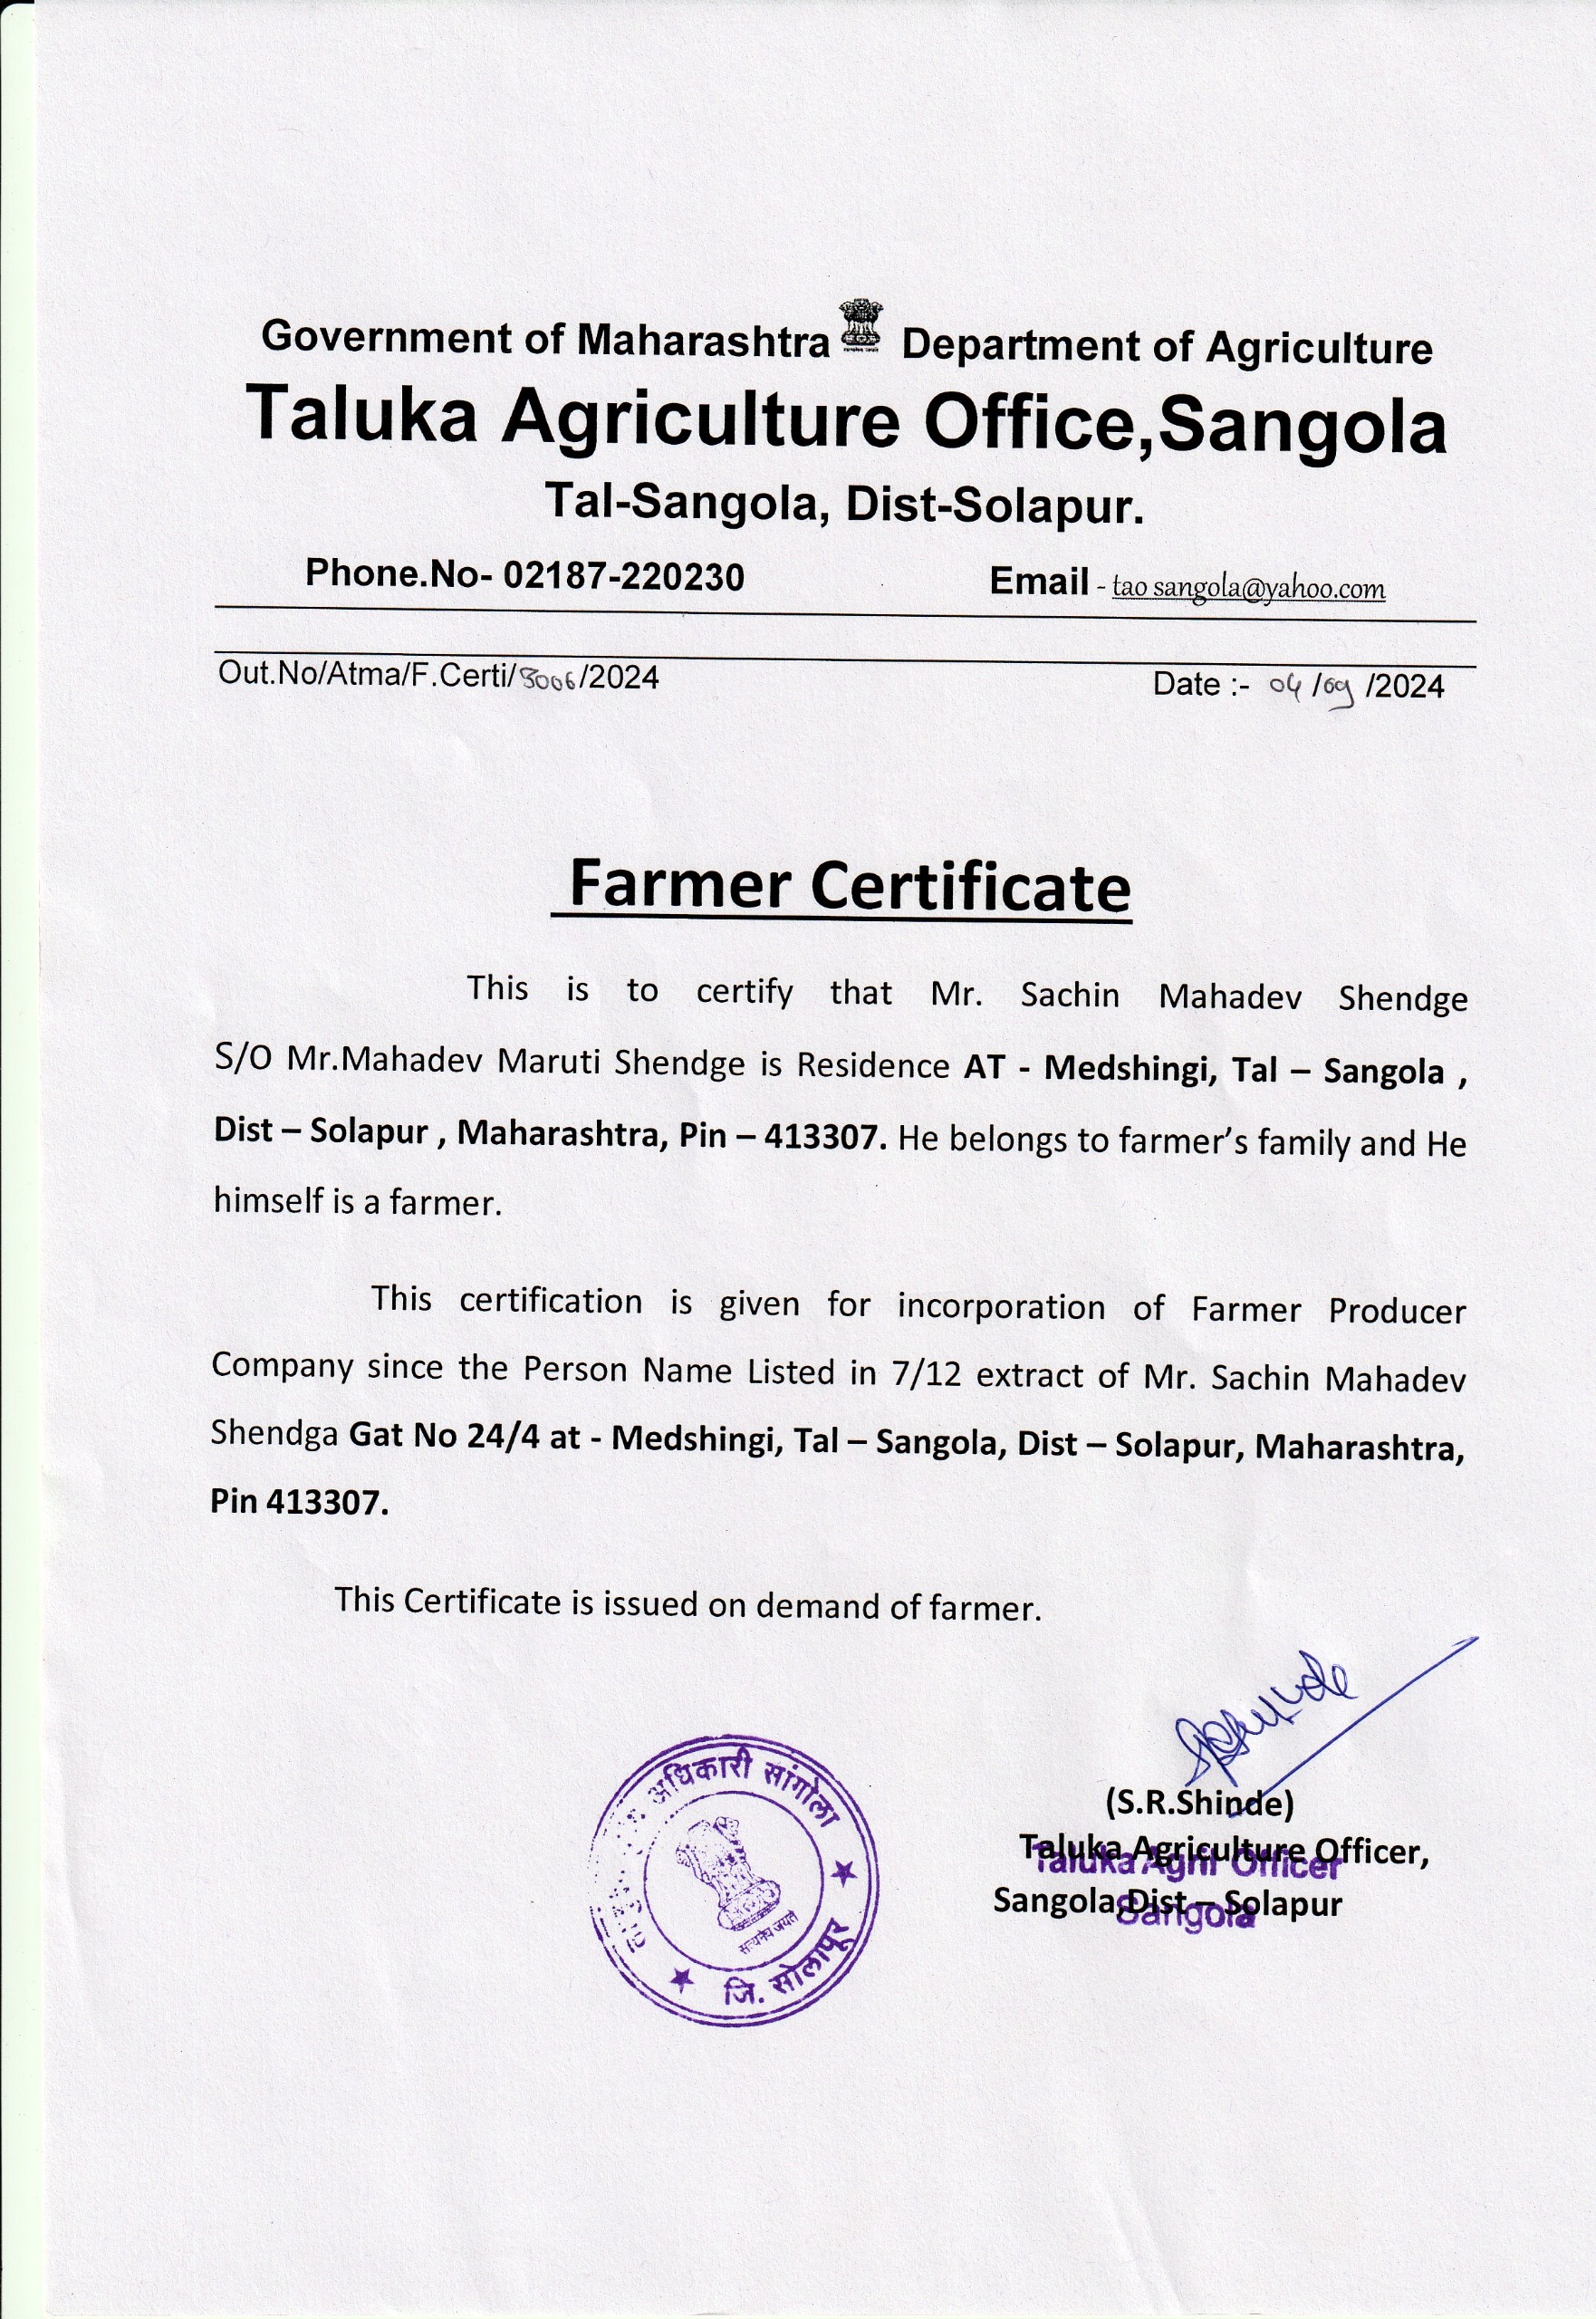 Government of Maharashtra Department of Agriculture
Taluka Agriculture Office,Sangola
Tal-Sangola, Dist-Solapur.
Phone.No- 02187-220230 Email - tao sangola@yahoo.com
Out.No/Atma/F.Certi/3006/2024 Date :- 04/09/2024
Farmer Certificate
This is to certify that Mr. Sachin Mahadev Shendge
S/O Mr.Mahadev Maruti Shendge is Residence AT - Medshingi, Tal – Sangola ,
Dist – Solapur , Maharashtra, Pin – 413307. He belongs to farmer’s family and He
himself is a farmer.
This certification is given for incorporation of Farmer Producer
Company since the Person Name Listed in 7/12 extract of Mr. Sachin Mahadev
Shendga Gat No 24/4 at - Medshingi, Tal – Sangola, Dist – Solapur, Maharashtra,
Pin 413307.
This Certificate is issued on demand of farmer.
(S.R.Shinde)
Taluka Agriculture Officer,
Taluka Agri Officer
Sangola,Dist – Solapur
Sangola
अधिकारी सांगोला
सत्यमेव जयते
जि. सोलापूर